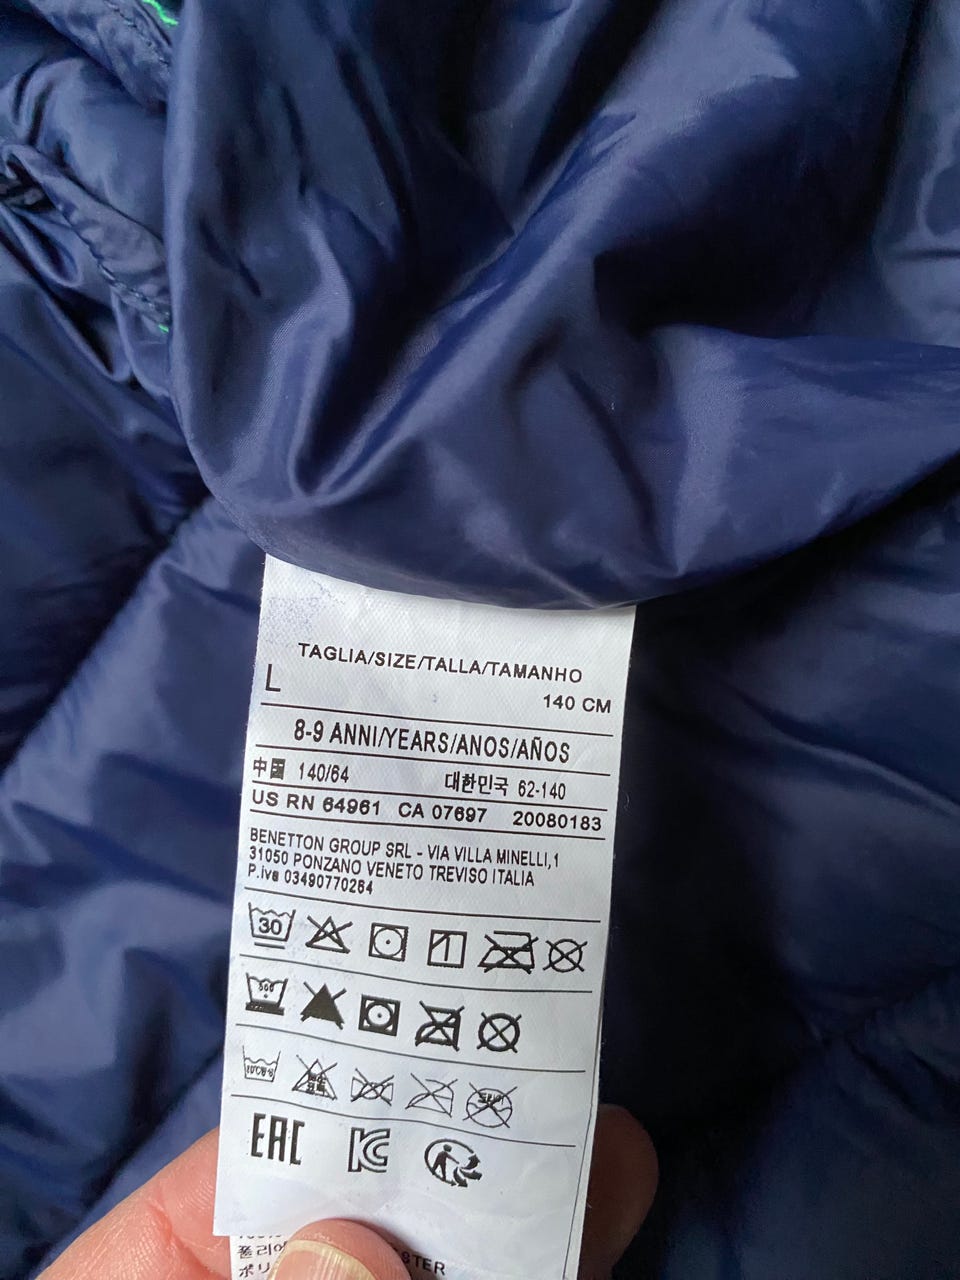 TAGLIA/SIZE/TALLA/TAMANHO
L
140 CM
8-9 ANNI/YEARS/ANOS/AÑOS
中国 140/64 대한민국 62-140
US RN 64961 CA 07697 20080183
BENETTON GROUP SRL - VIA VILLA MINELLI,1
31050 PONZANO VENETO TREVISO ITALIA
P.iva 03490770264
30
EAC